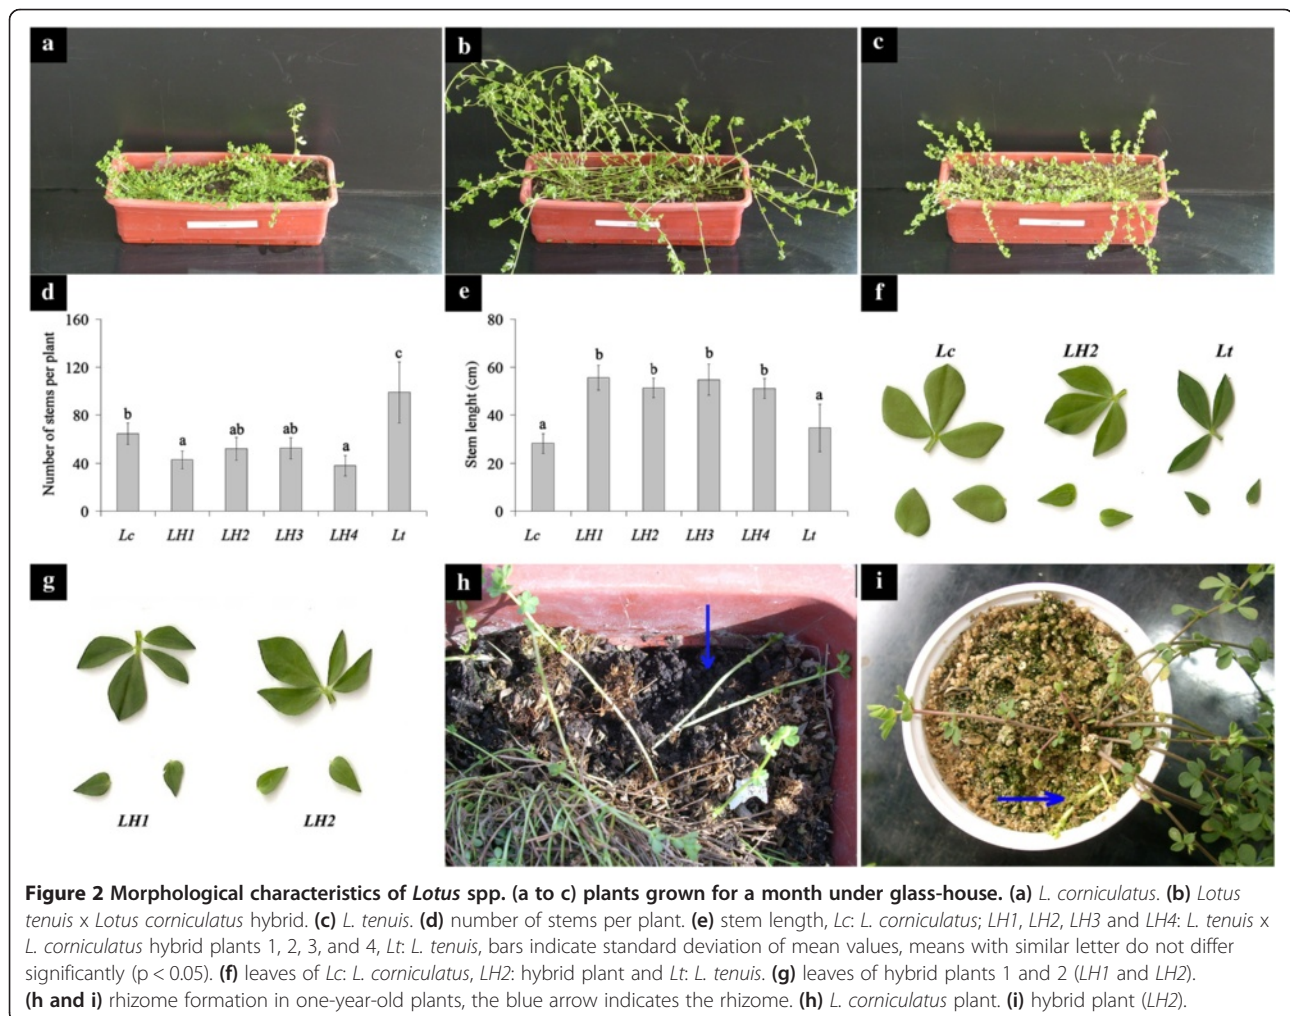 a
b
c
d
e
f
Number of stems per plant
160
120
80
40
0
b
a
ab
ab
a
c
Lc
LH1
LH2
LH3
LH4
Lt
Stem lenght (cm)
80
60
40
20
0
a
b
b
b
b
a
Lc
LH1
LH2
LH3
LH4
Lt
Lc
LH2
Lt
g
h
i
LH1
LH2
Figure 2 Morphological characteristics of Lotus spp. (a to c) plants grown for a month under glass-house. (a) L. corniculatus. (b) Lotus
tenuis x Lotus corniculatus hybrid. (c) L. tenuis. (d) number of stems per plant. (e) stem length, Lc: L. corniculatus; LH1, LH2, LH3 and LH4: L. tenuis x
L. corniculatus hybrid plants 1, 2, 3, and 4, Lt: L. tenuis, bars indicate standard deviation of mean values, means with similar letter do not differ
significantly (p < 0.05). (f) leaves of Lc: L. corniculatus, LH2: hybrid plant and Lt: L. tenuis. (g) leaves of hybrid plants 1 and 2 (LH1 and LH2).
(h and i) rhizome formation in one-year-old plants, the blue arrow indicates the rhizome. (h) L. corniculatus plant. (i) hybrid plant (LH2).